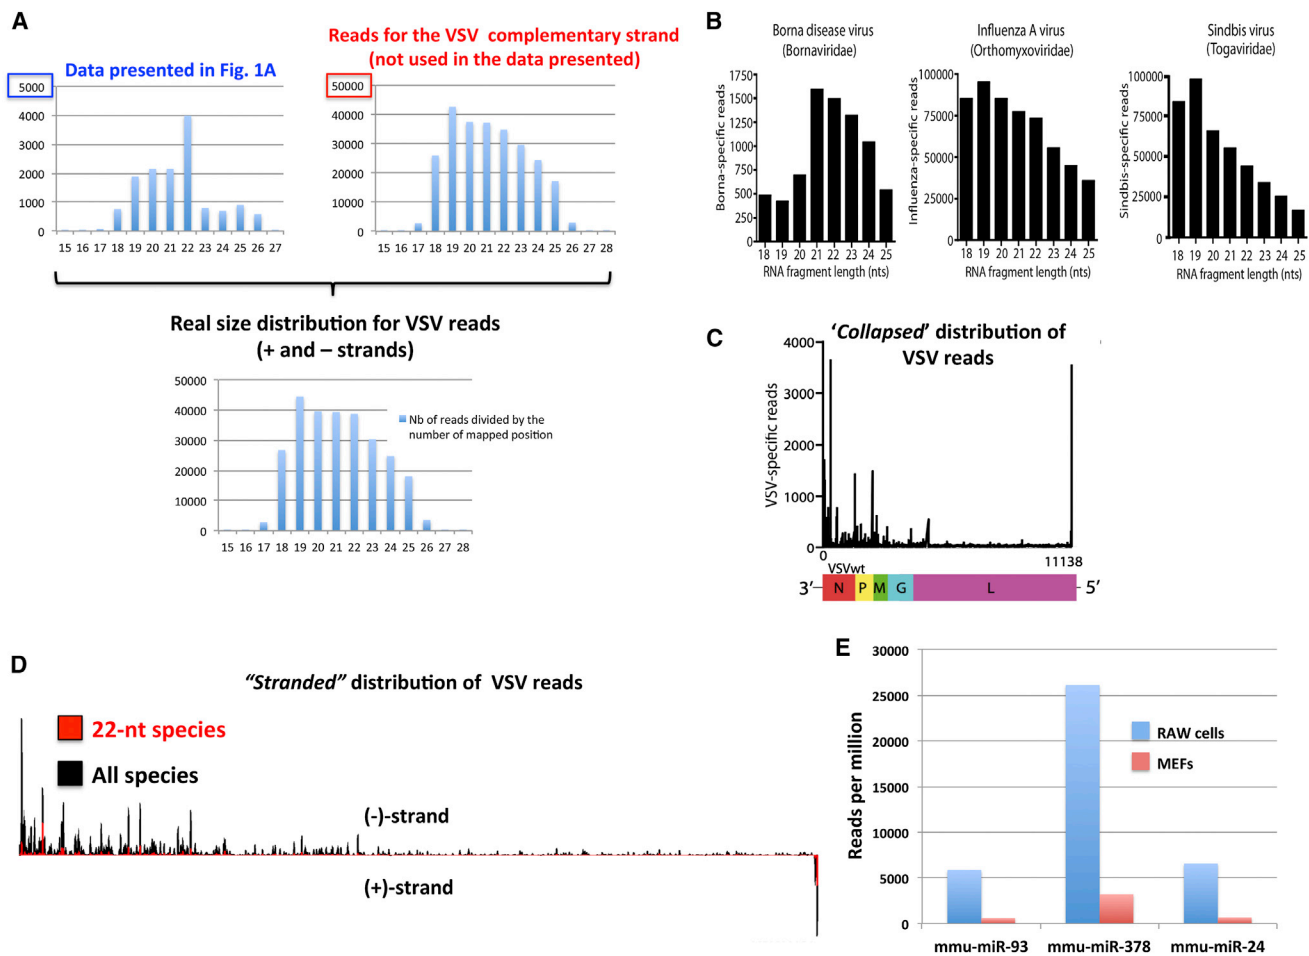 A
Data presented in Fig. 1A
5000
4000
3000
2000
1000
0
15 16 17 18 19 20 21 22 23 24 25 26 27
Reads for the VSV complementary strand
(not used in the data presented)
50000
40000
30000
20000
10000
0
15 16 17 18 19 20 21 22 23 24 25 26 27 28
Real size distribution for VSV reads
(+ and – strands)
50000
40000
30000
20000
10000
0
15 16 17 18 19 20 21 22 23 24 25 26 27 28
Nb of reads divided by the
number of mapped position
B
Borna disease virus
(Bornaviridae)
Borna-specific reads
1750
1500
1250
1000
750
500
250
0
18 19 20 21 22 23 24 25
RNA fragment length (nts)
Influenza A virus
(Orthomyxoviridae)
Influenza-specific reads
100000
75000
50000
25000
0
18 19 20 21 22 23 24 25
RNA fragment length (nts)
Sindbis virus
(Togaviridae)
Sindbis-specific reads
100000
75000
50000
25000
0
18 19 20 21 22 23 24 25
RNA fragment length (nts)
C
‘Collapsed’ distribution of
VSV reads
VSV-specific reads
4000
3000
2000
1000
0
0
11138
VSVwt
3′ N P M G L 5′
D
“Stranded” distribution of VSV reads
22-nt species
All species
(-)-strand
(+)-strand
E
Reads per million
30000
25000
20000
15000
10000
5000
0
RAW cells
MEFs
mmu-miR-93 mmu-miR-378 mmu-miR-24